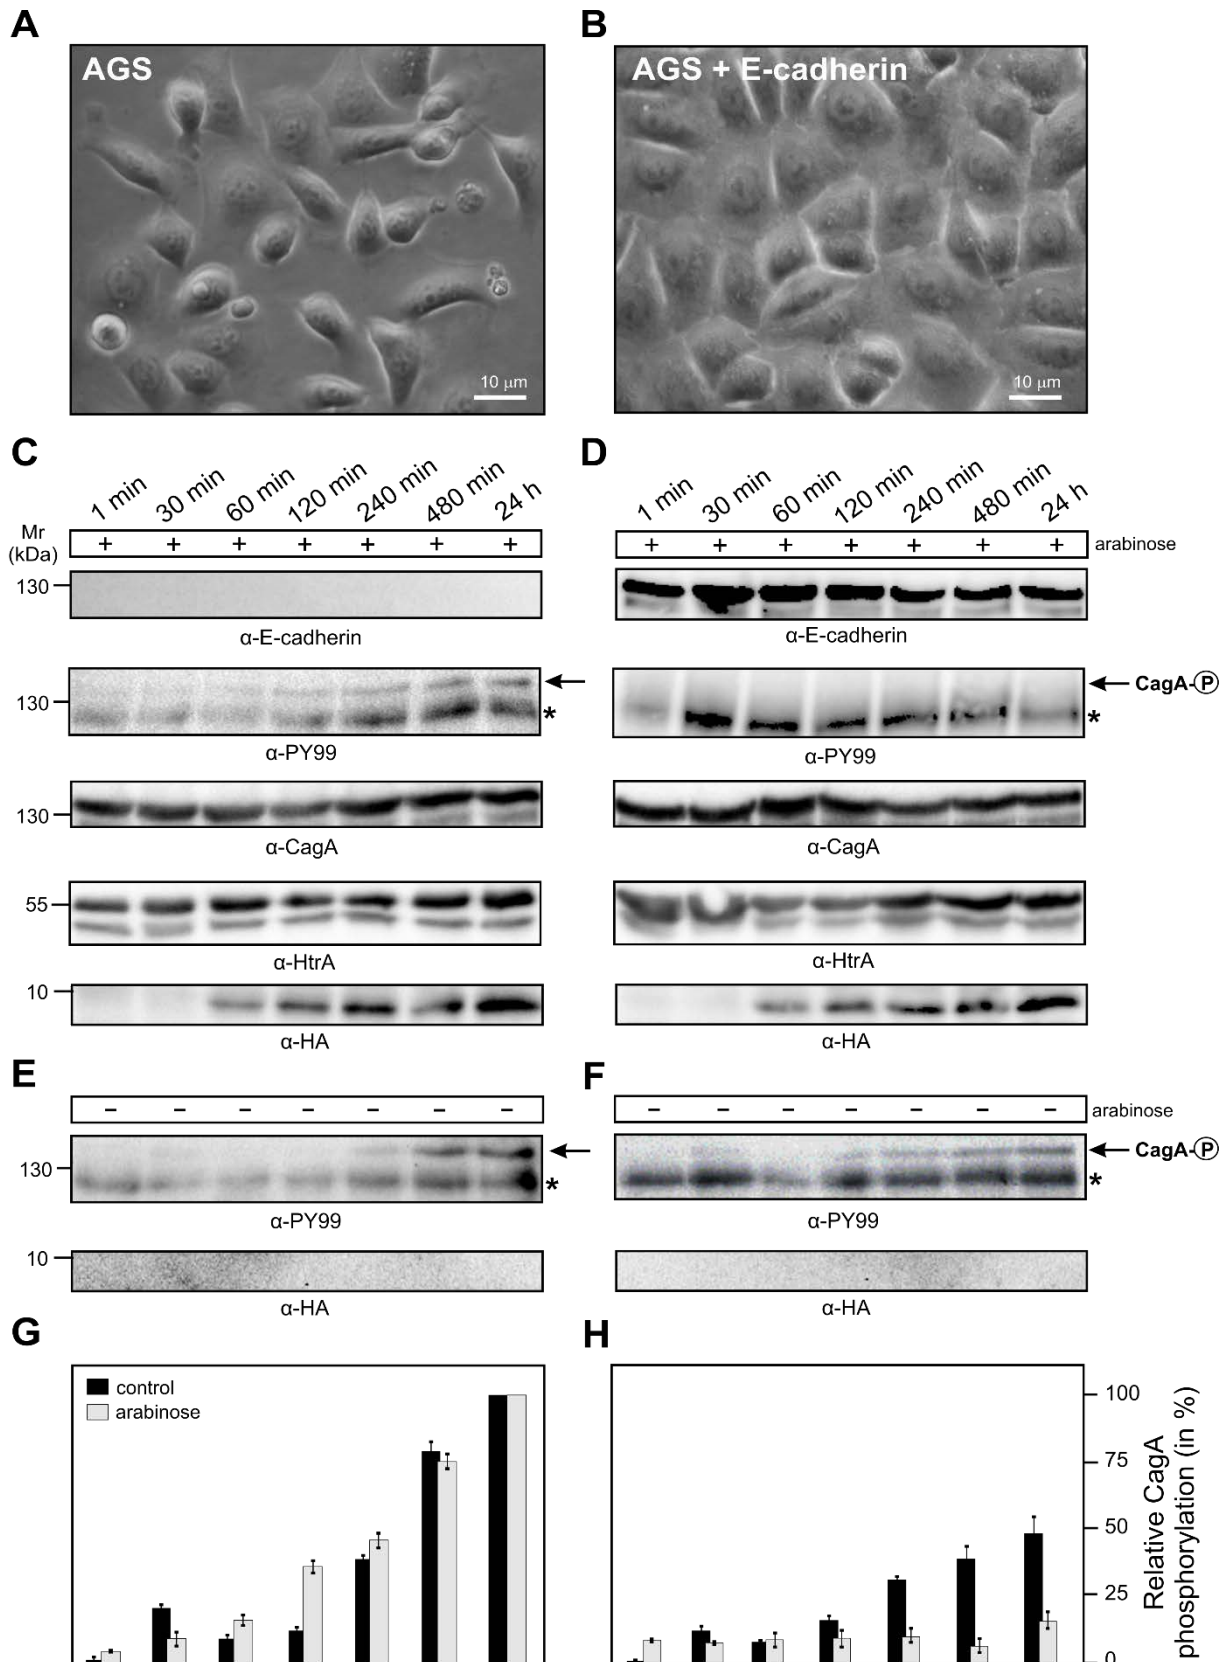 A
B
AGS
AGS + E-cadherin
10 µm
10 µm
C
D
1 min 30 min 60 min 120 min 240 min 480 min 24 h
1 min 30 min 60 min 120 min 240 min 480 min 24 h
Mr
(kDa)
+ + + + + + +
+ + + + + + + arabinose
130
α-E-cadherin
α-E-cadherin
130
*
CagA-P
*
α-PY99
α-PY99
130
α-CagA
α-CagA
55
α-HtrA
α-HtrA
10
α-HA
α-HA
E
F
– – – – – – –
– – – – – – – arabinose
130
*
CagA-P
*
α-PY99
α-PY99
10
α-HA
α-HA
G
H
control
arabinose
100
75
50
25
0
Relative CagA
phosphorylation (in %)